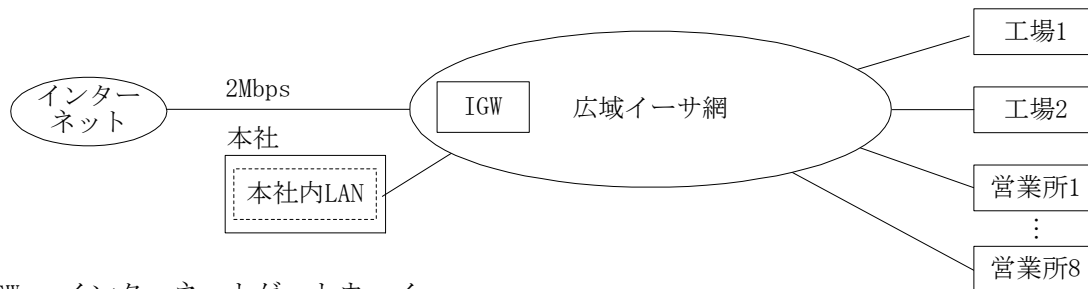 インター
ネット
2Mbps
IGW
広域イーサ網
本社
本社内LAN
工場1
工場2
営業所1
⋮
営業所8